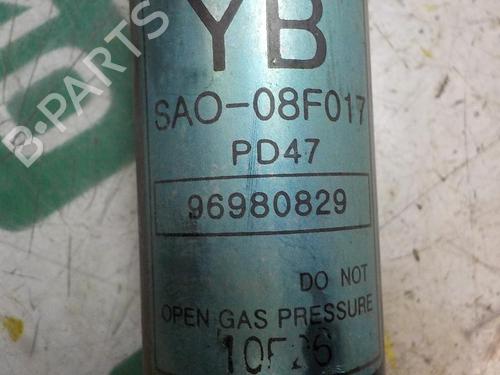 YB
SAO-08F017
PD47
96980829
DO NOT
OPEN GAS PRESSURE
B-PARTS